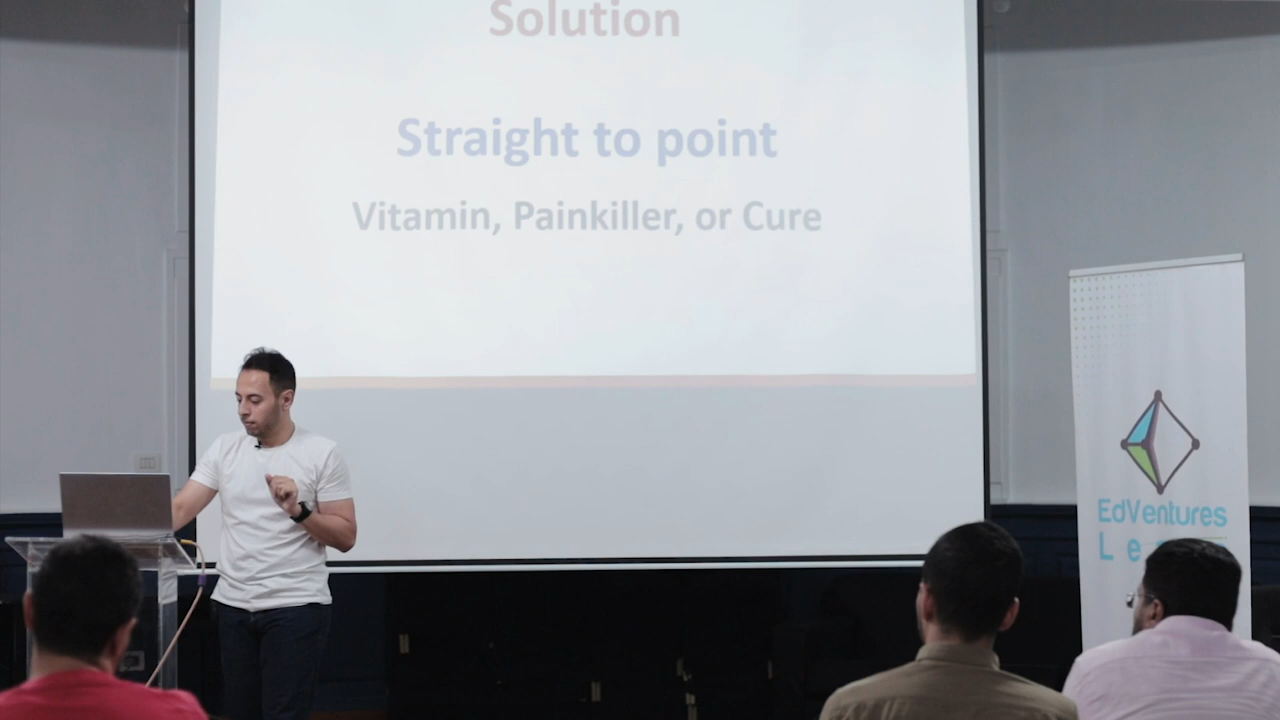 Solution
Straight to point
Vitamin, Painkiller, or Cure
EdVentures